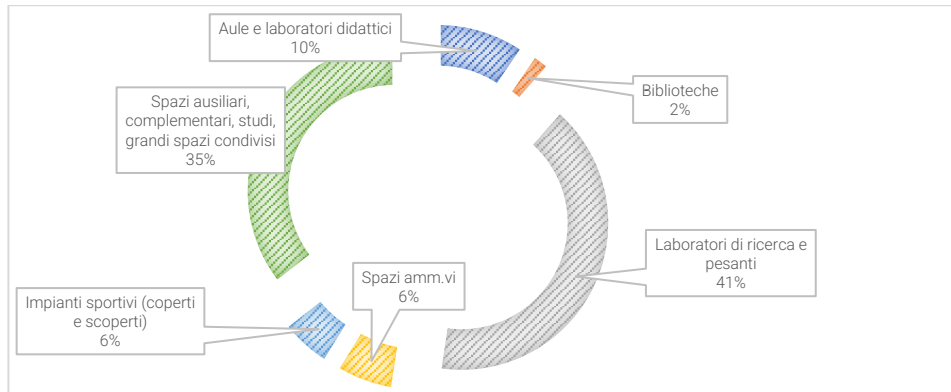 Aule e laboratori didattici
10%
Biblioteche
2%
Spazi ausiliari,
complementari, studi,
grandi spazi condivisi
35%
Laboratori di ricerca e
pesanti
41%
Spazi amm.vi
6%
Impianti sportivi (coperti
e scoperti)
6%